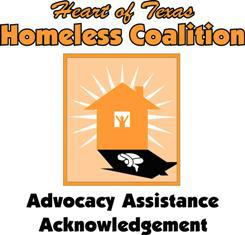 Heart of Texas
Homeless Coalition
Advocacy Assistance
Acknowledgement